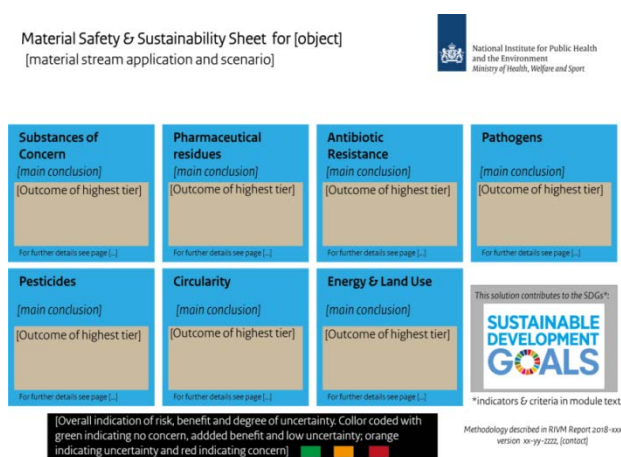 Material Safety & Sustainability Sheet for [object]
[material stream application and scenario]
National Institute for Public Health
and the Environment
Ministry of Health, Welfare and Sport
Substances of
Concern
[main conclusion]
[Outcome of highest tier]
For further details see page [...]
Pharmaceutical
residues
[main conclusion]
[Outcome of highest tier]
For further details see page [...]
Antibiotic
Resistance
[main conclusion]
[Outcome of highest tier]
For further details see page [...]
Pathogens
[main conclusion]
[Outcome of highest tier]
For further details see page [...]
Pesticides
[main conclusion]
[Outcome of highest tier]
For further details see page [...]
Circularity
[main conclusion]
[Outcome of highest tier]
For further details see page [...]
Energy & Land Use
[main conclusion]
[Outcome of highest tier]
For further details see page [...]
This solution contributes to the SDGs*:
SUSTAINABLE
DEVELOPMENT
GOALS
*indicators & criteria in module text
[Overall indication of risk, benefit and degree of uncertainty. Collor coded with
green indicating no concern, addded benefit and low uncertainty; orange
indicating uncertainty and red indicating concern]
Methodology described in RIVM Report 2018-xxx
version xx-yy-zzzz, [contact]